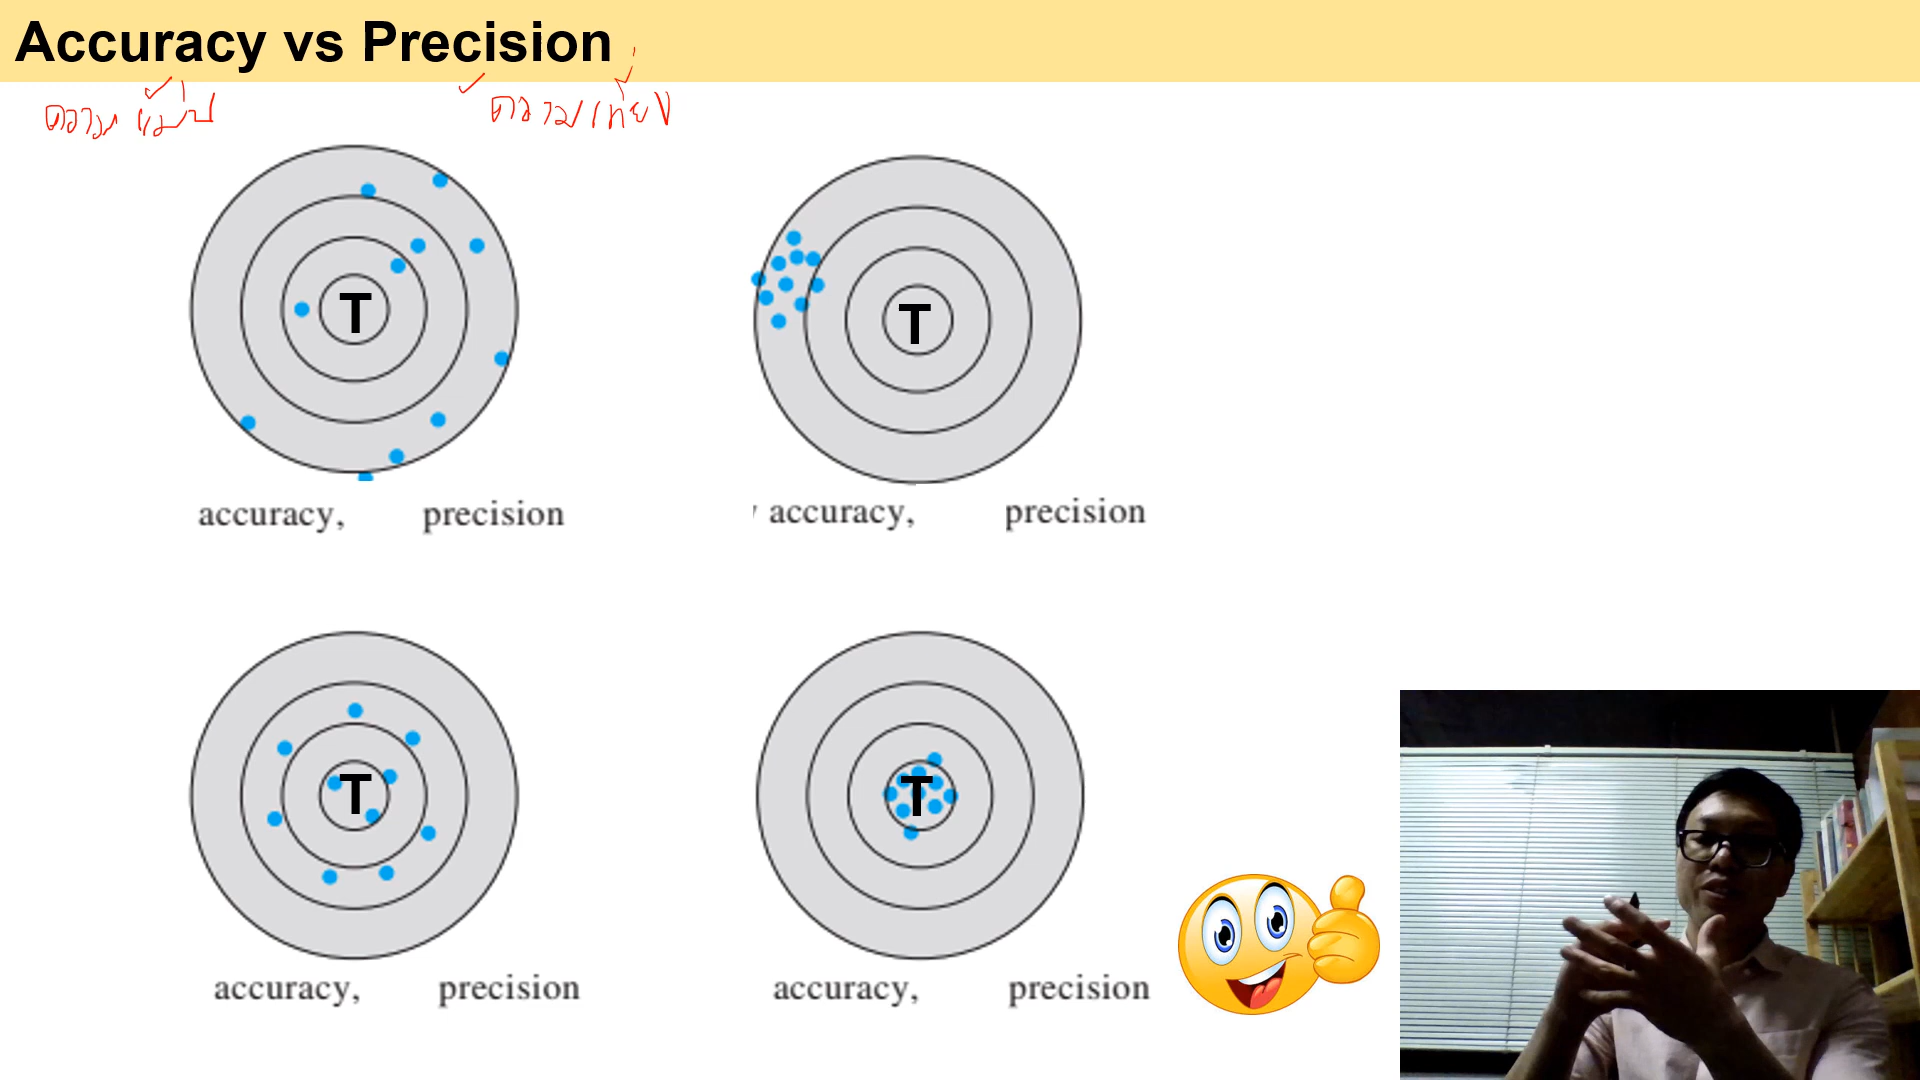 Accuracy vs Precision
ความแม่น ความเที่ยง
T T
accuracy, precision accuracy, precision
T T
accuracy, precision accuracy, precision